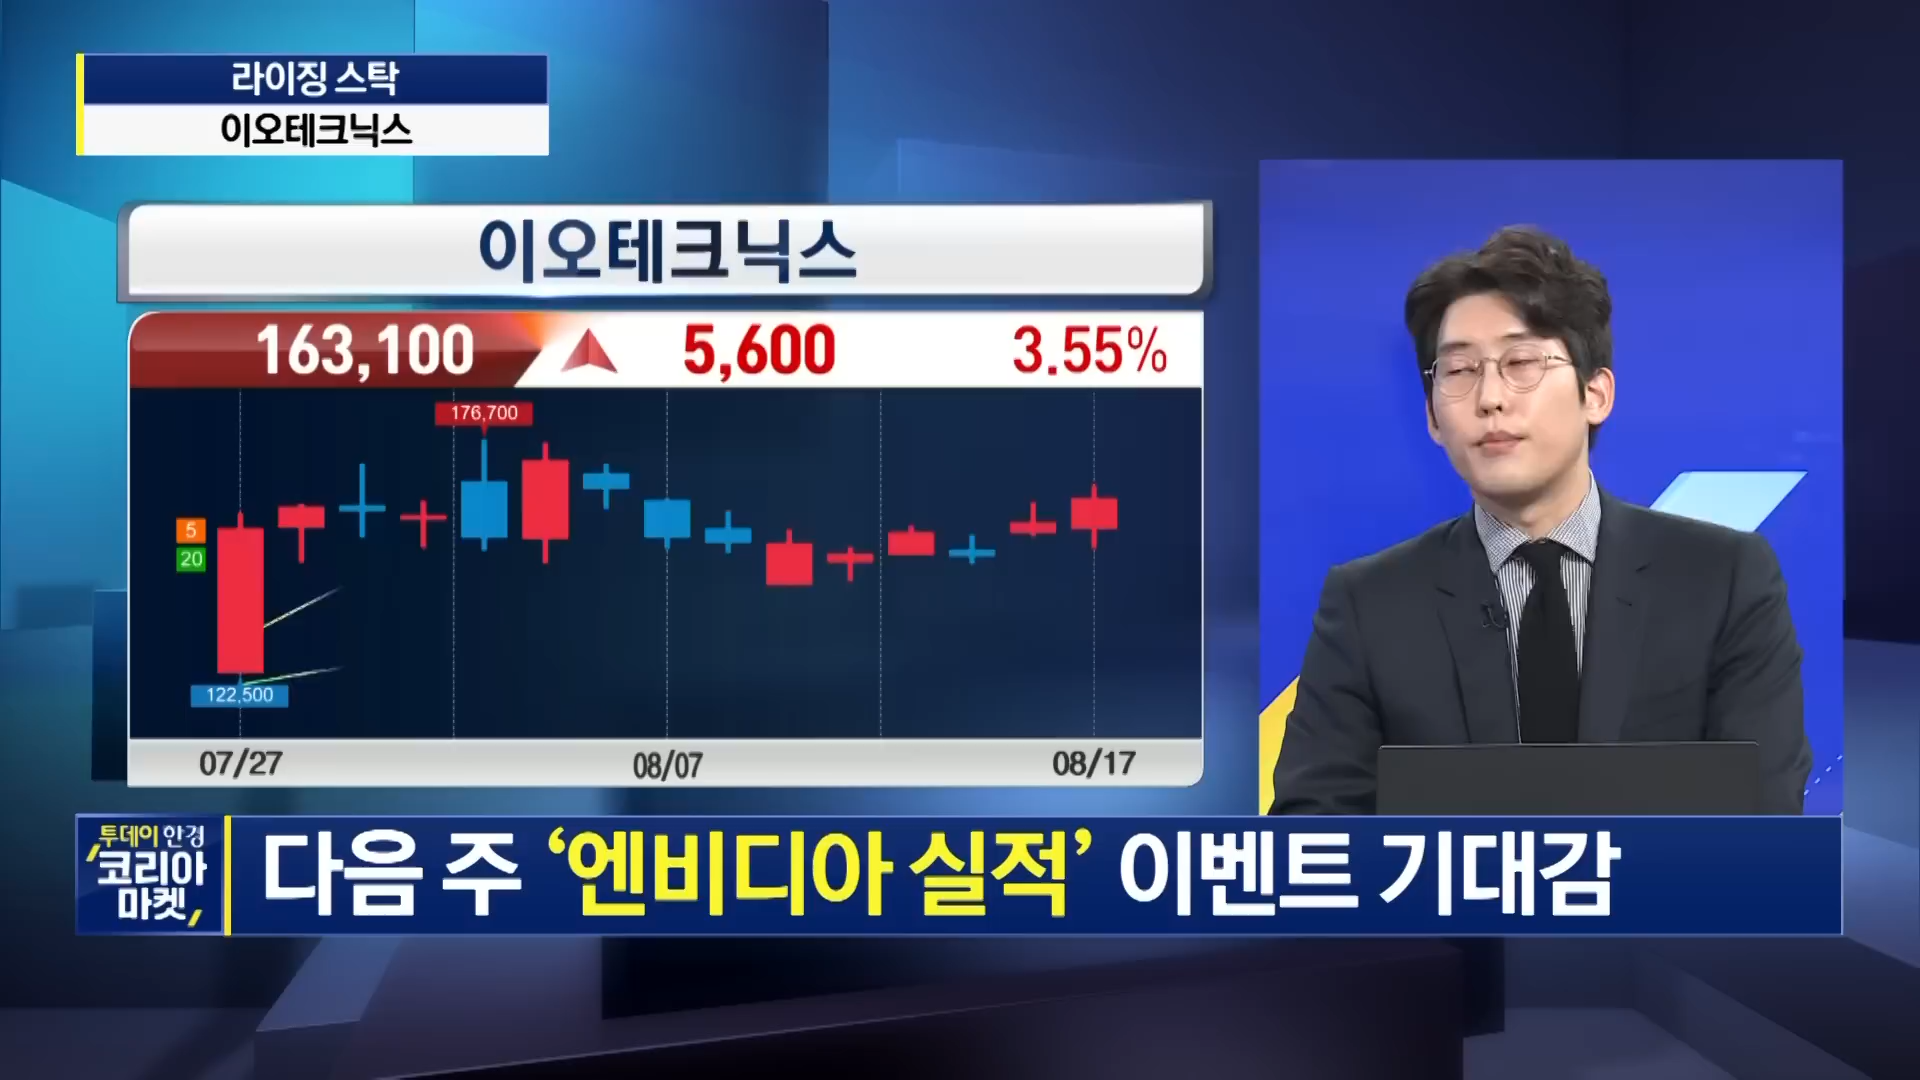 라이징 스탁
이오테크닉스
이오테크닉스
163,100 5,600 3.55%
176,700
5
20
122,500
07/27 08/07 08/17
투데이 한경
코리아
마켓
다음 주 ‘엔비디아 실적’ 이벤트 기대감